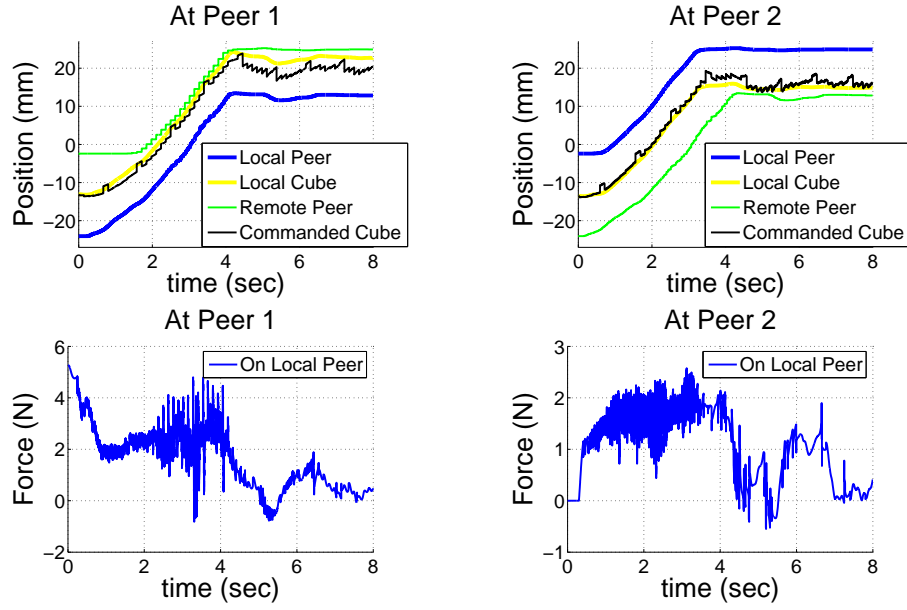 At Peer 1
Position (mm)
20
10
0
−10
−20
Local Peer
Local Cube
Remote Peer
Commanded Cube
0
2
4
6
8
time (sec)
At Peer 2
Position (mm)
20
10
0
−10
−20
Local Peer
Local Cube
Remote Peer
Commanded Cube
0
2
4
6
8
time (sec)
At Peer 1
Force (N)
6
4
2
0
−2
On Local Peer
0
2
4
6
8
time (sec)
At Peer 2
Force (N)
3
2
1
0
−1
On Local Peer
0
2
4
6
8
time (sec)